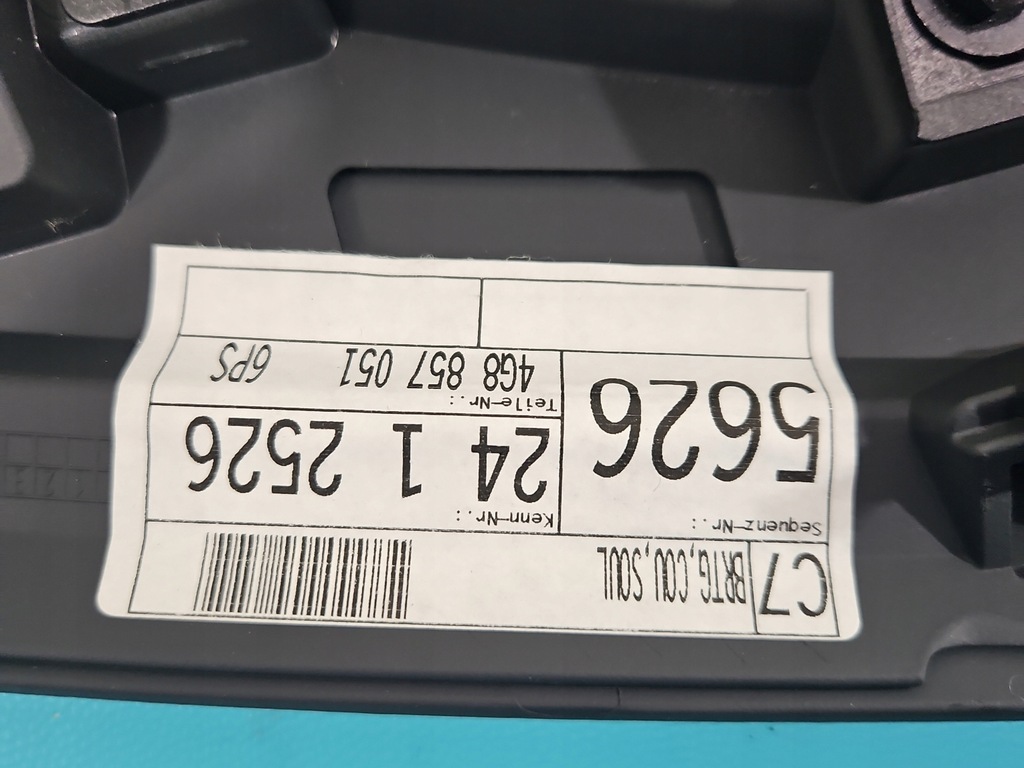 C7 BRTG,COU,SOUL
Sequenz-Nr.:
5626
Kenn-Nr.:
24 1 2526
Teile-Nr.:
4G8 857 051 6PS